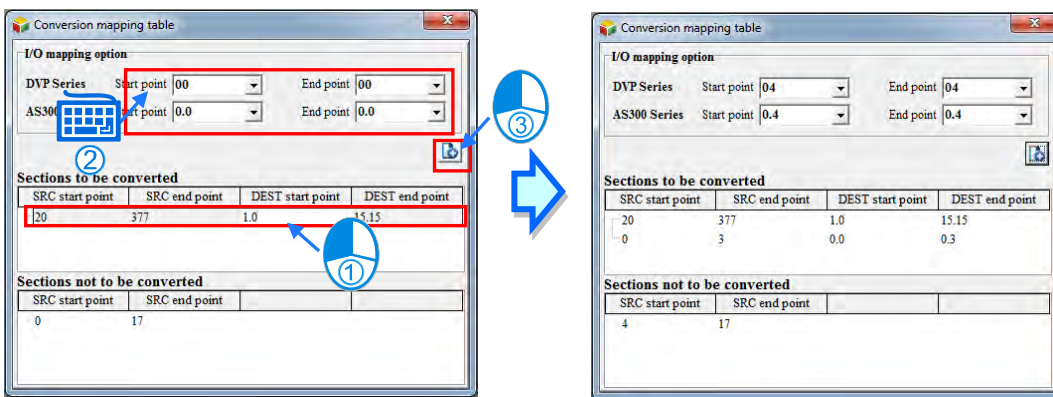 Conversion mapping table
I/O mapping option
DVP Series Start point 00 End point 00
AS300 art point 0.0 End point 0.0
②
③
Sections to be converted
SRC start point SRC end point DEST start point DEST end point
20 377 1.0 15.15
①
Sections not to be converted
SRC start point SRC end point
0 17
Conversion mapping table
I/O mapping option
DVP Series Start point 04 End point 04
AS300 Series Start point 0.4 End point 0.4
Sections to be converted
SRC start point SRC end point DEST start point DEST end point
20 377 1.0 15.15
0 3 0.0 0.3
Sections not to be converted
SRC start point SRC end point
4 17